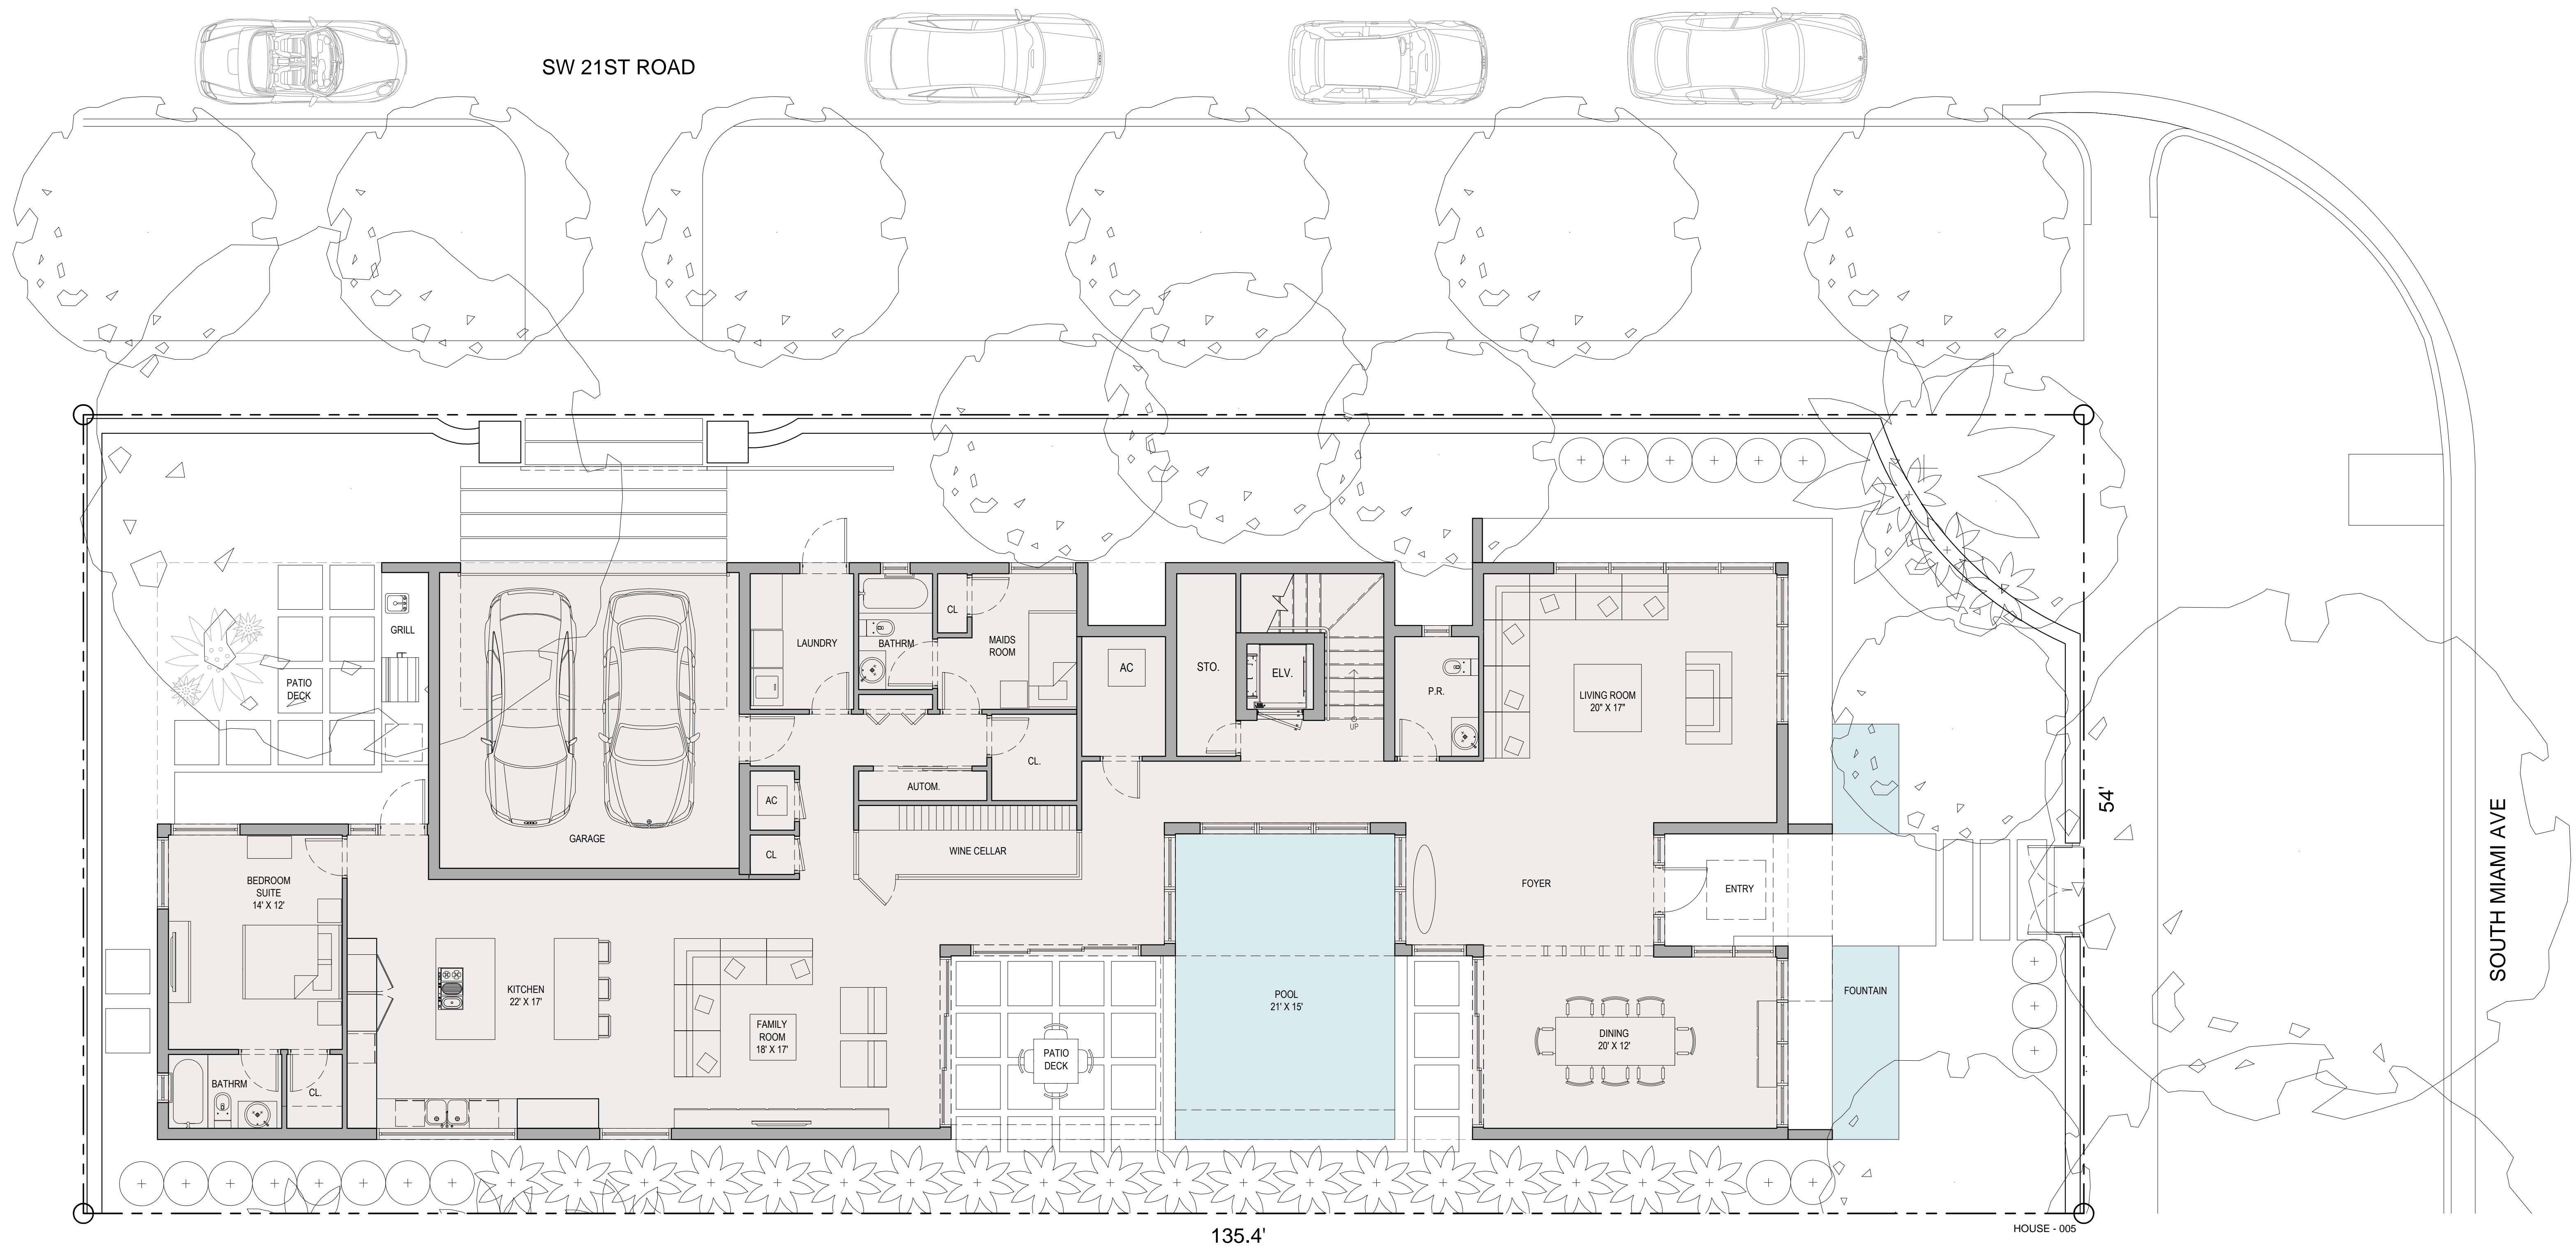 SW 21ST ROAD
GRILL
PATIO
DECK
LAUNDRY
BATHRM
CL
MAIDS
ROOM
AC
STO.
ELV.
UP
P.R.
LIVING ROOM
20" X 17"
GARAGE
AC
CL
AUTOM.
CL.
WINE CELLAR
BEDROOM
SUITE
14' X 12'
FOYER
ENTRY
54'
SOUTH MIAMI AVE
KITCHEN
22' X 17'
FAMILY
ROOM
18' X 17'
PATIO
DECK
POOL
21' X 15'
DINING
20' X 12'
FOUNTAIN
BATHRM
CL.
135.4'
HOUSE - 005